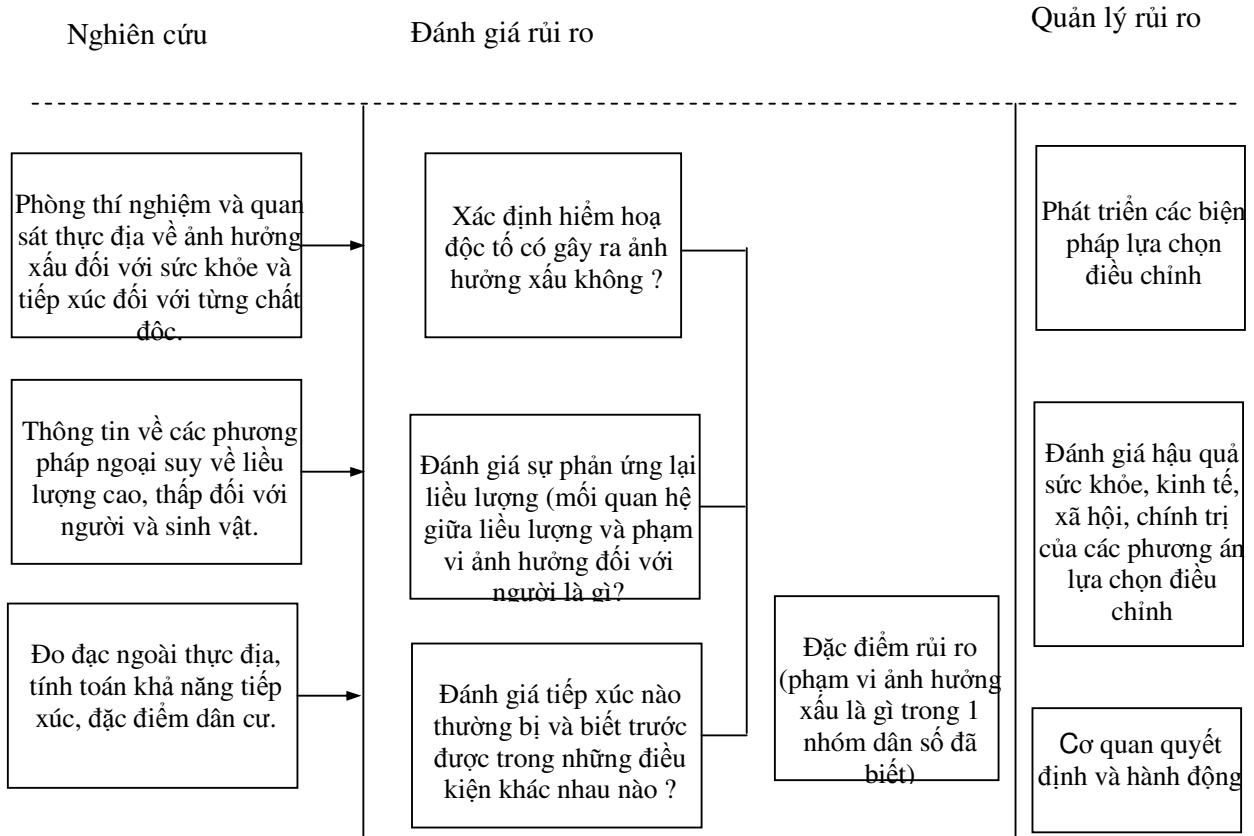 Nghiên cứu
Đánh giá rủi ro
Quản lý rủi ro
Phòng thí nghiệm và quan
sát thực địa về ảnh hưởng
xấu đối với sức khỏe và
tiếp xúc đối với từng chất
độc.
Thông tin về các phương
pháp ngoại suy về liều
lượng cao, thấp đối với
người và sinh vật.
Đo đạc ngoài thực địa,
tính toán khả năng tiếp
xúc, đặc điểm dân cư.
Xác định hiểm hoạ
độc tố có gây ra ảnh
hưởng xấu không ?
Đánh giá sự phản ứng lại
liều lượng (mối quan hệ
giữa liều lượng và phạm
vi ảnh hưởng đối với
người là gì?
Đánh giá tiếp xúc nào
thường bị và biết trước
được trong những điều
kiện khác nhau nào ?
Đặc điểm rủi ro
(phạm vi ảnh hưởng
xấu là gì trong 1
nhóm dân số đã
biết)
Phát triển các biện
pháp lựa chọn
điều chỉnh
Đánh giá hậu quả
sức khỏe, kinh tế,
xã hội, chính trị
của các phương án
lựa chọn điều
chỉnh
Cơ quan quyết
định và hành động